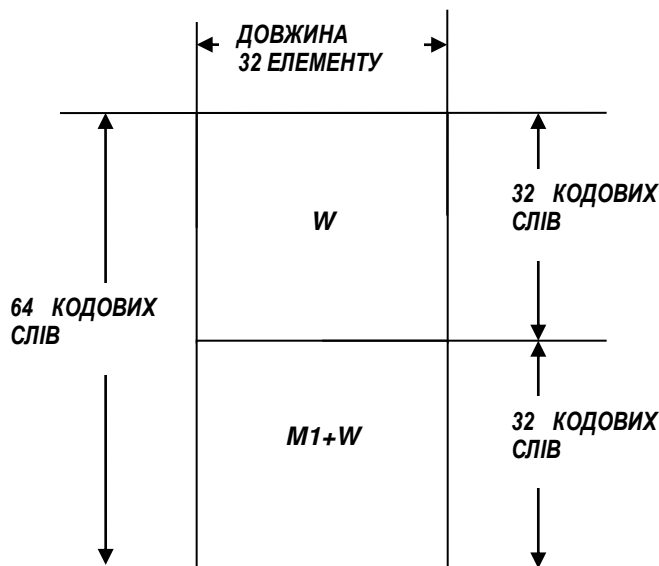 ДОВЖИНА
32 ЕЛЕМЕНТУ
W
32 КОДОВИХ
СЛІВ
64 КОДОВИХ
СЛІВ
M1+W
32 КОДОВИХ
СЛІВ